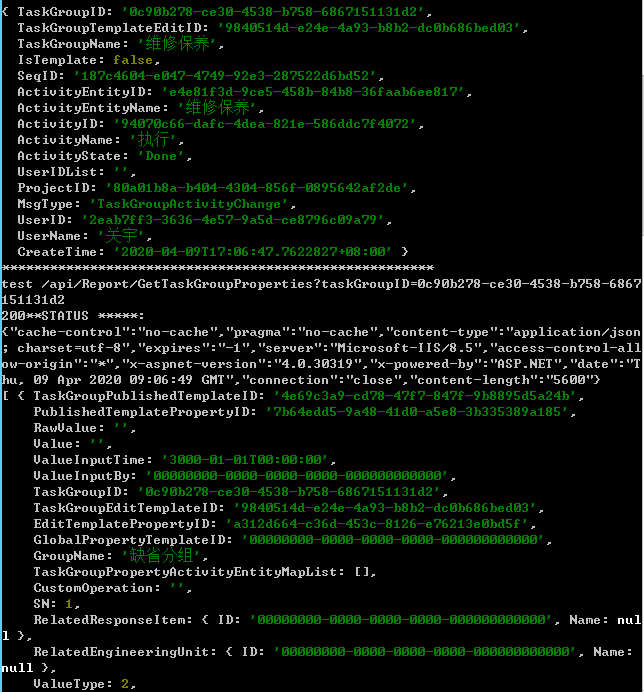 { TaskGroupID: '0c90b278-ce30-4538-b758-6867151131d2',
TaskGroupTemplateEditID: '9840514d-e24e-4a93-b8b2-dc0b686bed03',
TaskGroupName: '维修保养',
IsTemplate: false,
SeqID: '187c4604-e047-4749-92e3-287522d6bd52',
ActivityEntityID: 'e4e81f3d-9ce5-458b-84b8-36faab6ee817',
ActivityEntityName: '维修保养',
ActivityID: '94070c66-dafc-4dea-821e-586ddc7f4072',
ActivityName: '执行',
ActivityState: 'Done',
UserIDList: '',
ProjectID: '80a01b8a-b404-4304-856f-0895642af2de',
MsgType: 'TaskGroupActivityChange',
UserID: '2eab7ff3-3636-4e57-9a5d-ce8796c09a79',
UserName: '关宇',
CreateTime: '2020-04-09T17:06:47.7622827+08:00' }
******************************************************
test /api/Report/GetTaskGroupProperties?taskGroupID=0c90b278-ce30-4538-b758-6867
151131d2
200**STATUS *****:
{"cache-control":"no-cache","pragma":"no-cache","content-type":"application/json
; charset=utf-8","expires":"-1","server":"Microsoft-IIS/8.5","access-control-all
ow-origin":"*","x-aspnet-version":"4.0.30319","x-powered-by":"ASP.NET","date":"T
hu, 09 Apr 2020 09:06:49 GMT","connection":"close","content-length":"5600"}
[ { TaskGroupPublishedTemplateID: '4e69c3a9-cd78-47f7-847f-9b8895d5a24b',
PublishedTemplatePropertyID: '7b64edd5-9a48-41d0-a5e8-3b335389a185',
RawValue: '',
Value: '',
ValueInputTime: '3000-01-01T00:00:00',
ValueInputBy: '00000000-0000-0000-0000-000000000000',
TaskGroupID: '0c90b278-ce30-4538-b758-6867151131d2',
TaskGroupEditTemplateID: '9840514d-e24e-4a93-b8b2-dc0b686bed03',
EditTemplatePropertyID: 'a312d664-c36d-453c-8126-e76213e0bd5f',
GlobalPropertyTemplateID: '00000000-0000-0000-0000-000000000000',
GroupName: '缺省分组',
TaskGroupPropertyActivityEntityMapList: [],
CustomOperation: '',
SN: 1,
RelatedResponseItem: { ID: '00000000-0000-0000-0000-000000000000', Name: nul
l },
RelatedEngineeringUnit: { ID: '00000000-0000-0000-0000-000000000000', Name:
null },
ValueType: 2,